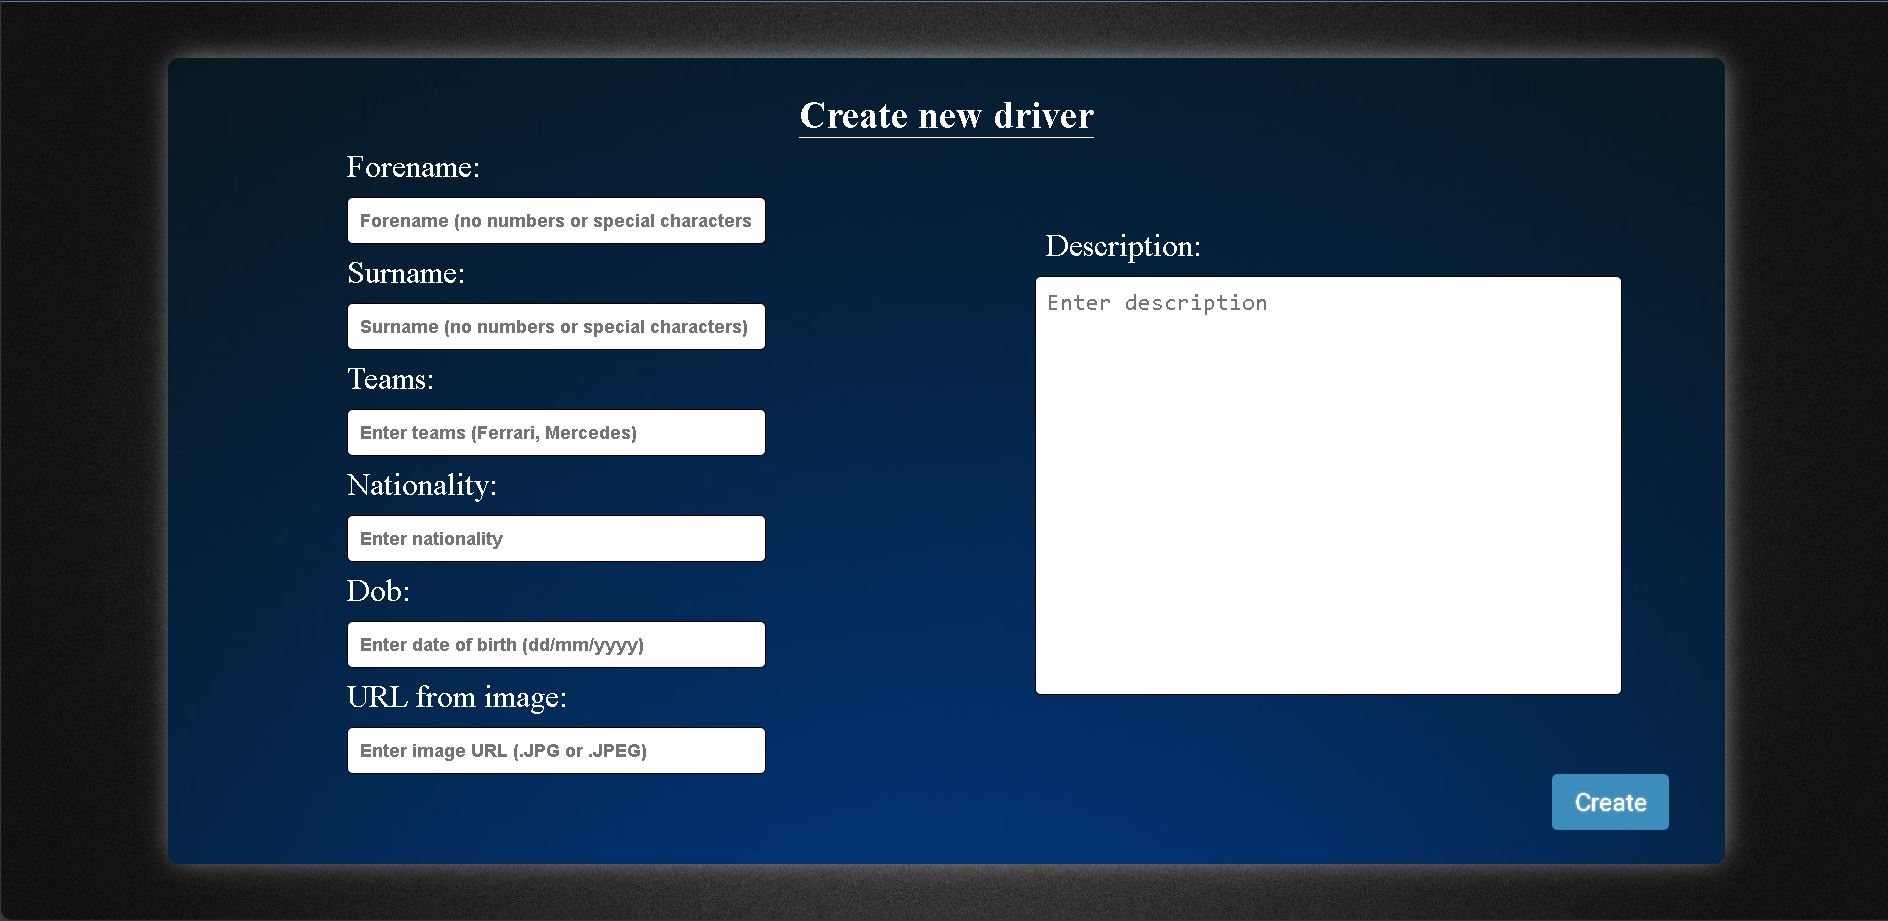 Create new driver
Forename:
Forename (no numbers or special characters
Surname:
Surname (no numbers or special characters)
Teams:
Enter teams (Ferrari, Mercedes)
Nationality:
Enter nationality
Dob:
Enter date of birth (dd/mm/yyyy)
URL from image:
Enter image URL (.JPG or .JPEG)
Description:
Enter description
Create